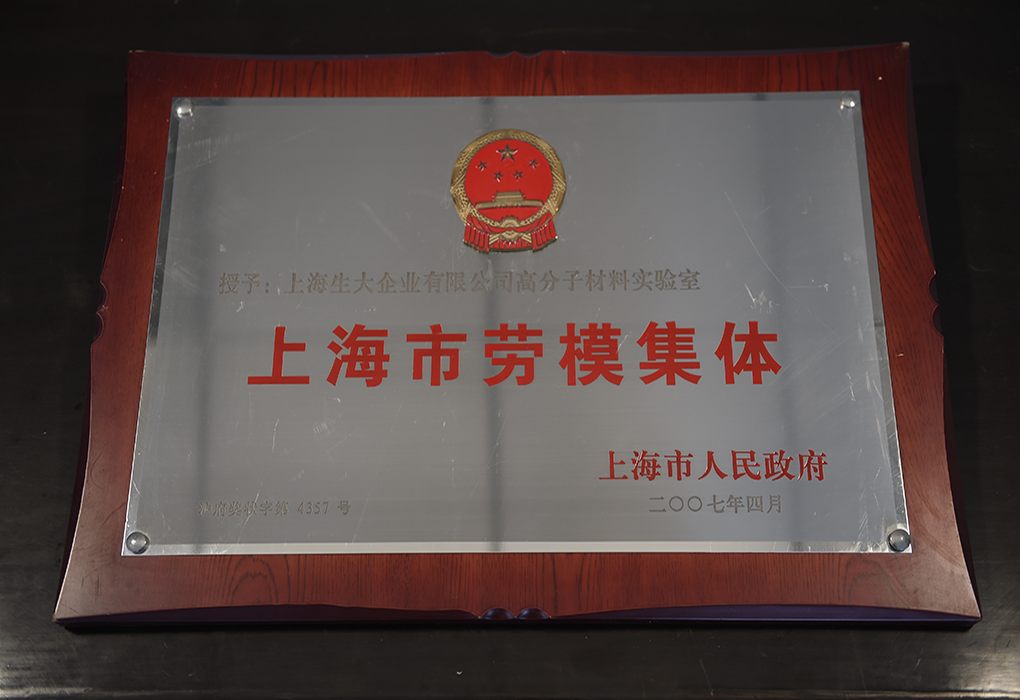 授予：上海生大企业有限公司高分子材料实验室
上海市劳模集体
上海市人民政府
二〇〇七年四月
字第 4357 号